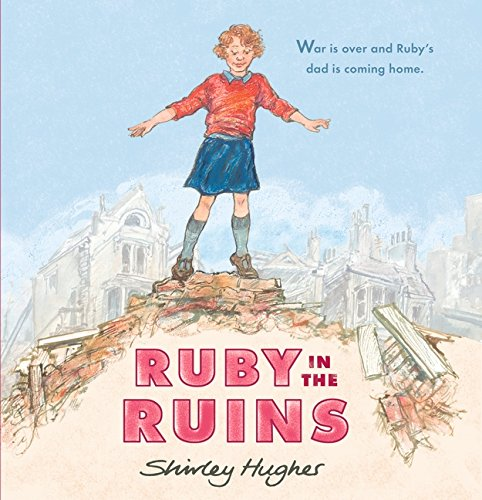 War is over and Ruby's
dad is coming home.
RUBY IN THE
RUINS
Shirley Hughes